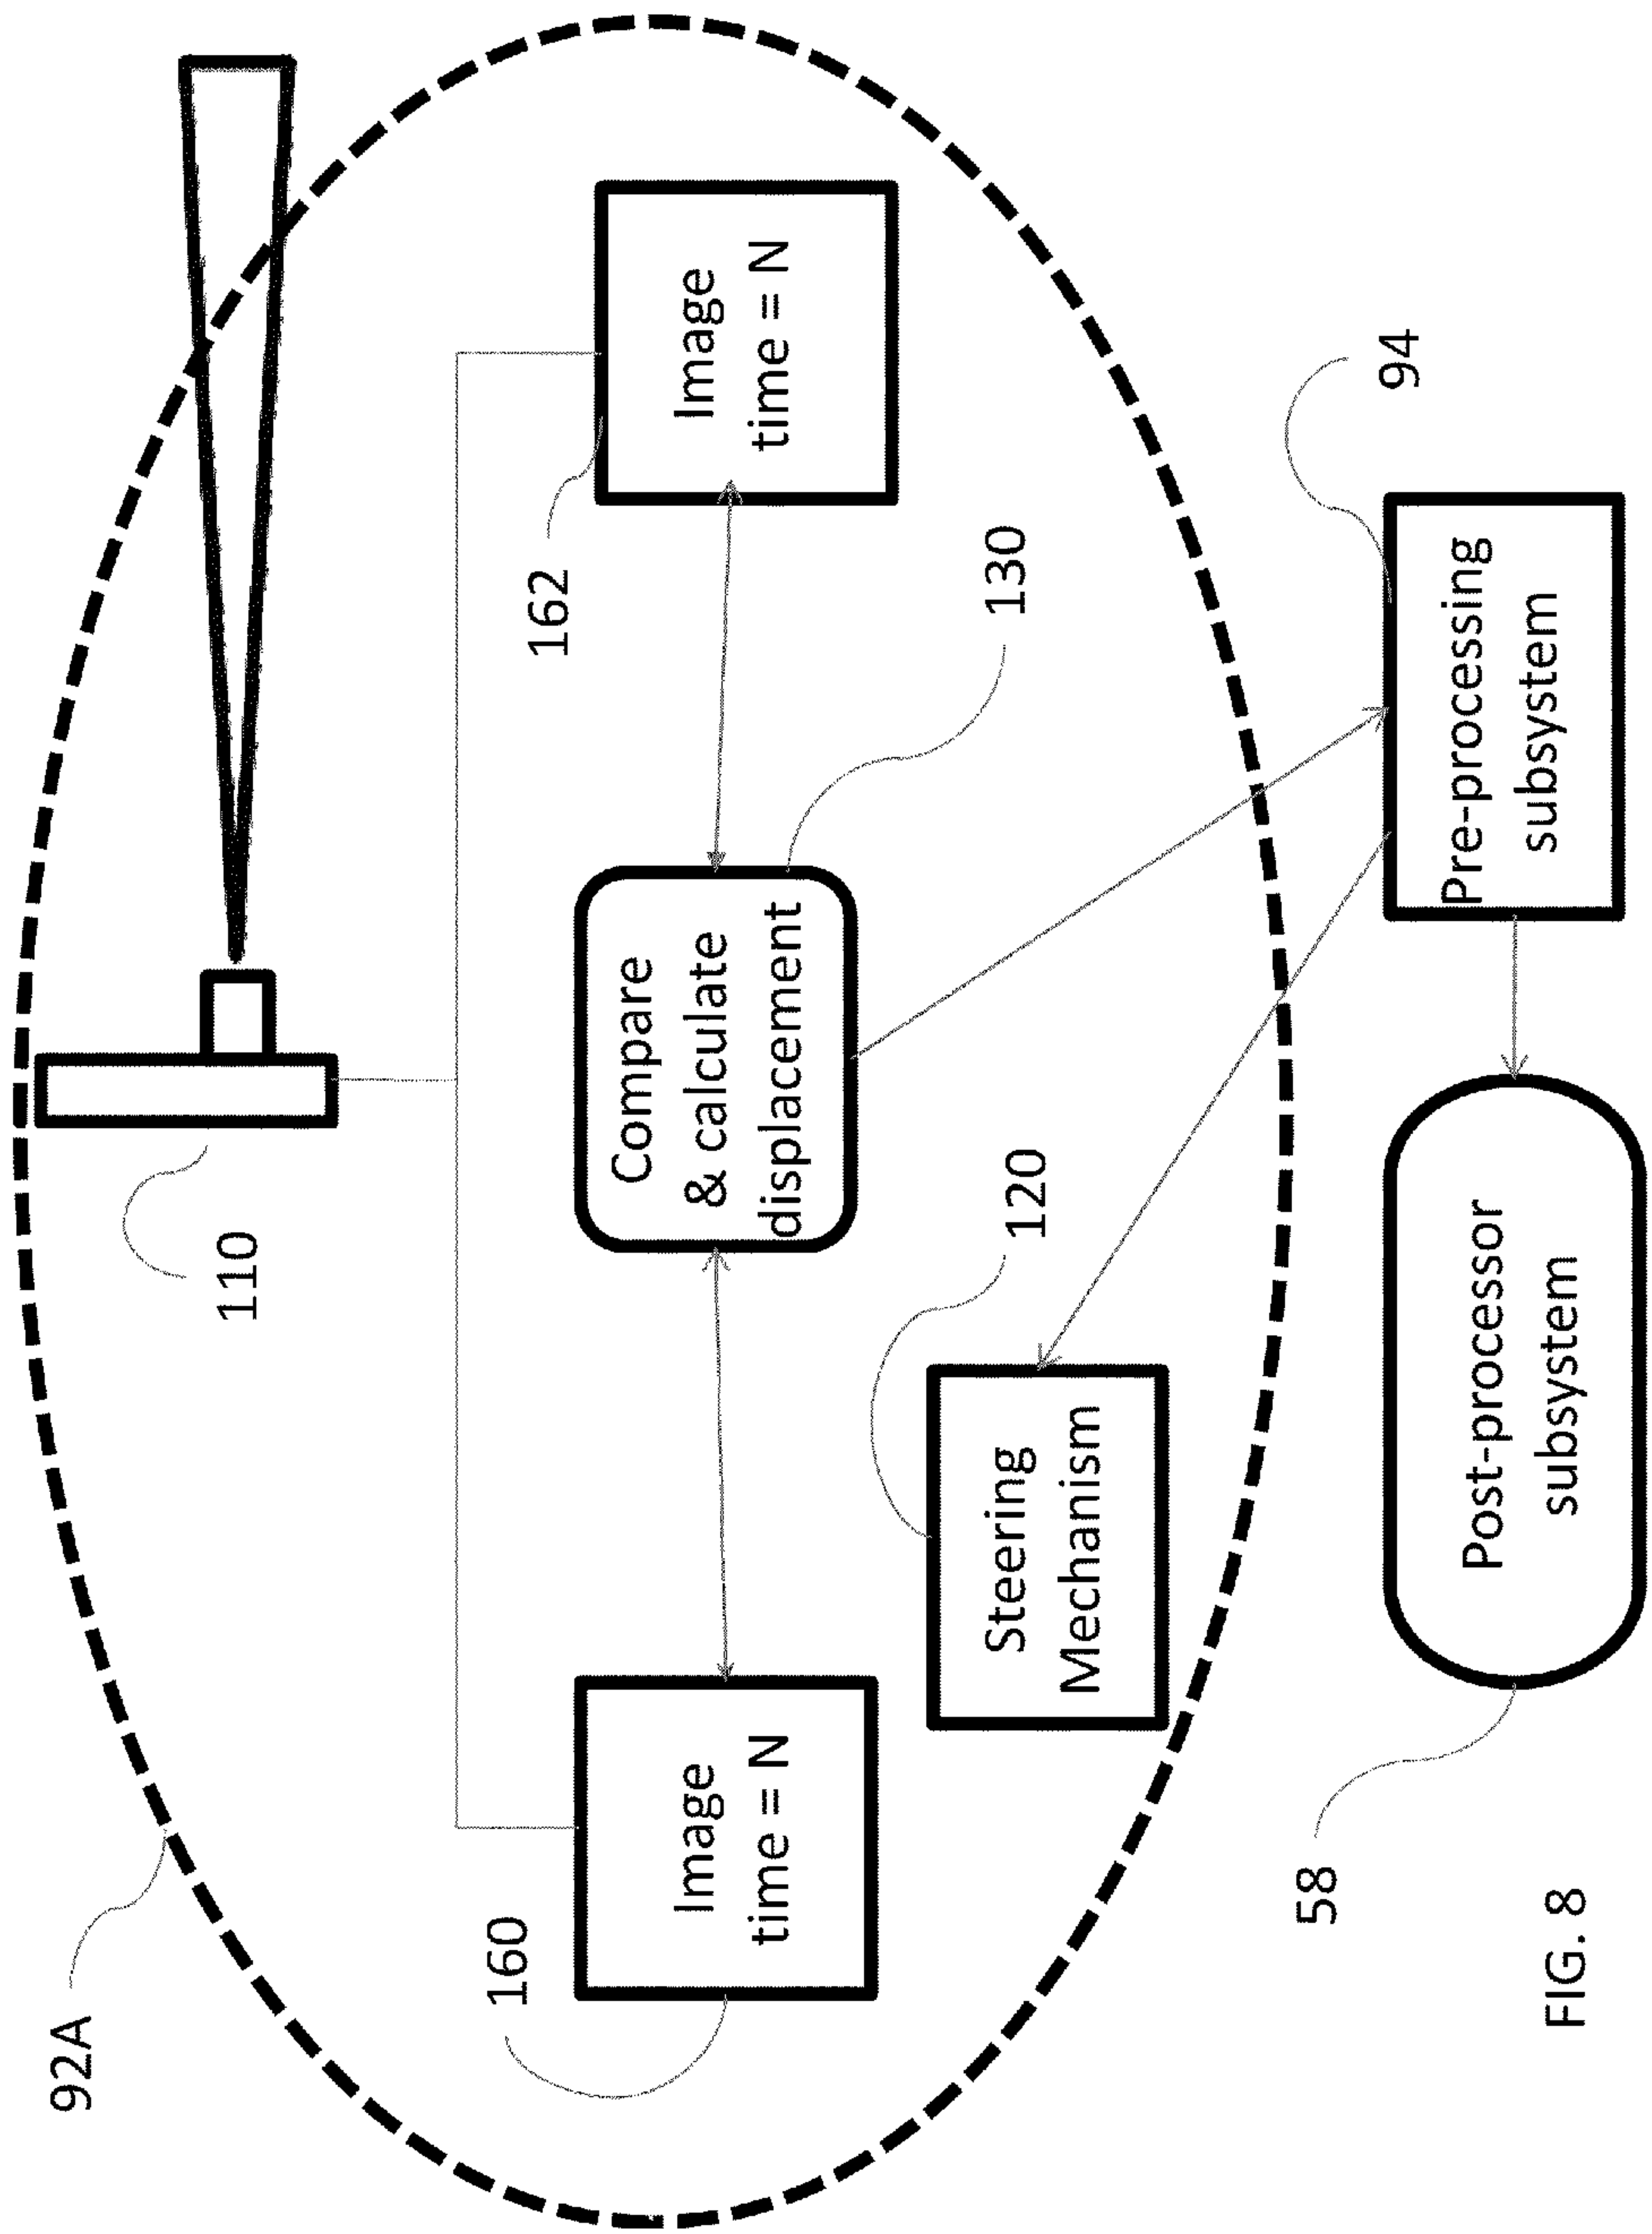 92A
110
160
Image
time = N
Compare
& calculate
displacement
162
Image
time = N
130
Steering
Mechanism
120
94
58
Post-processor
subsystem
Pre-processing
subsystem
FIG. 8